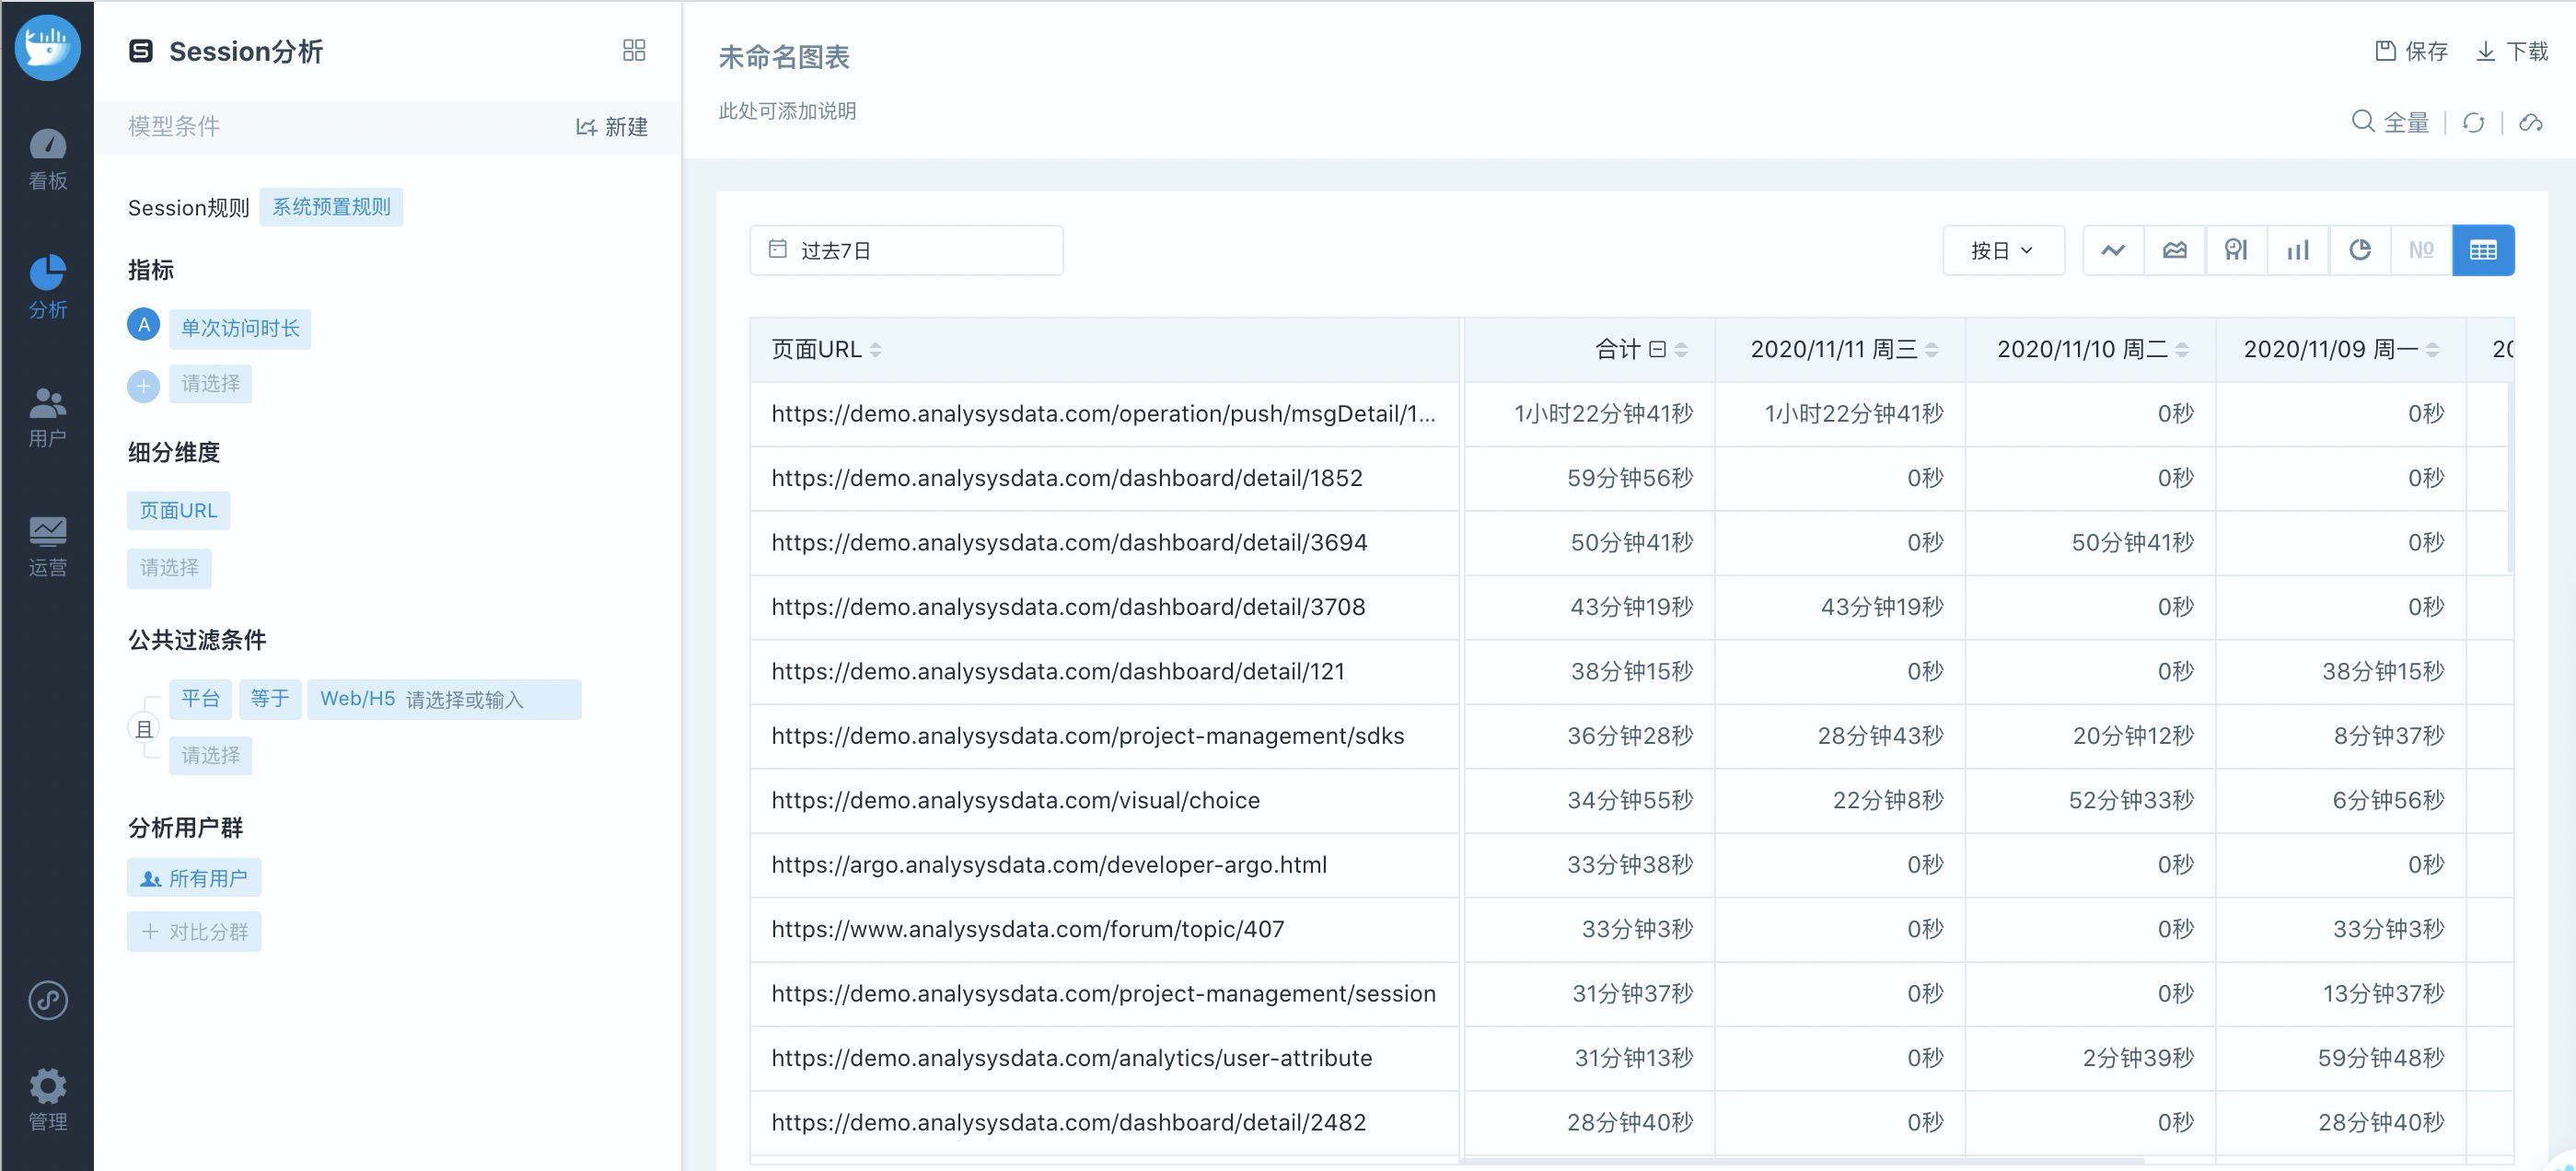 看板
分析
用户
运营
管理
Session分析
模型条件
新建
Session规则 系统预置规则
指标
A 单次访问时长
请选择
细分维度
页面URL
请选择
公共过滤条件
平台 等于 Web/H5 请选择或输入
且
请选择
分析用户群
所有用户
对比分群
未命名图表
保存 下载
此处可添加说明
全量
过去7日
按日
№
页面URL 合计 2020/11/11 周三 2020/11/10 周二 2020/11/09 周一 20
https://demo.analysysdata.com/operation/push/msgDetail/1... 1小时22分钟41秒 1小时22分钟41秒 0秒 0秒
https://demo.analysysdata.com/dashboard/detail/1852 59分钟56秒 0秒 0秒 0秒
https://demo.analysysdata.com/dashboard/detail/3694 50分钟41秒 0秒 50分钟41秒 0秒
https://demo.analysysdata.com/dashboard/detail/3708 43分钟19秒 43分钟19秒 0秒 0秒
https://demo.analysysdata.com/dashboard/detail/121 38分钟15秒 0秒 0秒 38分钟15秒
https://demo.analysysdata.com/project-management/sdks 36分钟28秒 28分钟43秒 20分钟12秒 8分钟37秒
https://demo.analysysdata.com/visual/choice 34分钟55秒 22分钟8秒 52分钟33秒 6分钟56秒
https://argo.analysysdata.com/developer-argo.html 33分钟38秒 0秒 0秒 0秒
https://www.analysysdata.com/forum/topic/407 33分钟3秒 0秒 0秒 33分钟3秒
https://demo.analysysdata.com/project-management/session 31分钟37秒 0秒 0秒 13分钟37秒
https://demo.analysysdata.com/analytics/user-attribute 31分钟13秒 0秒 2分钟39秒 59分钟48秒
https://demo.analysysdata.com/dashboard/detail/2482 28分钟40秒 0秒 0秒 28分钟40秒